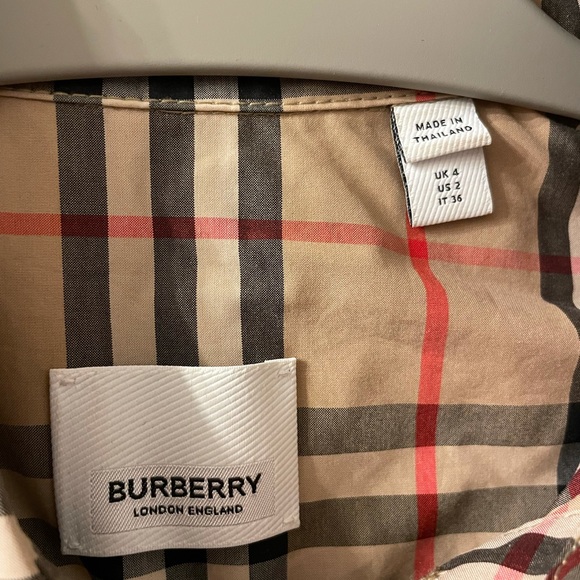 MADE IN
THAILAND
UK 4
US 2
IT 36
BURBERRY
LONDON ENGLAND